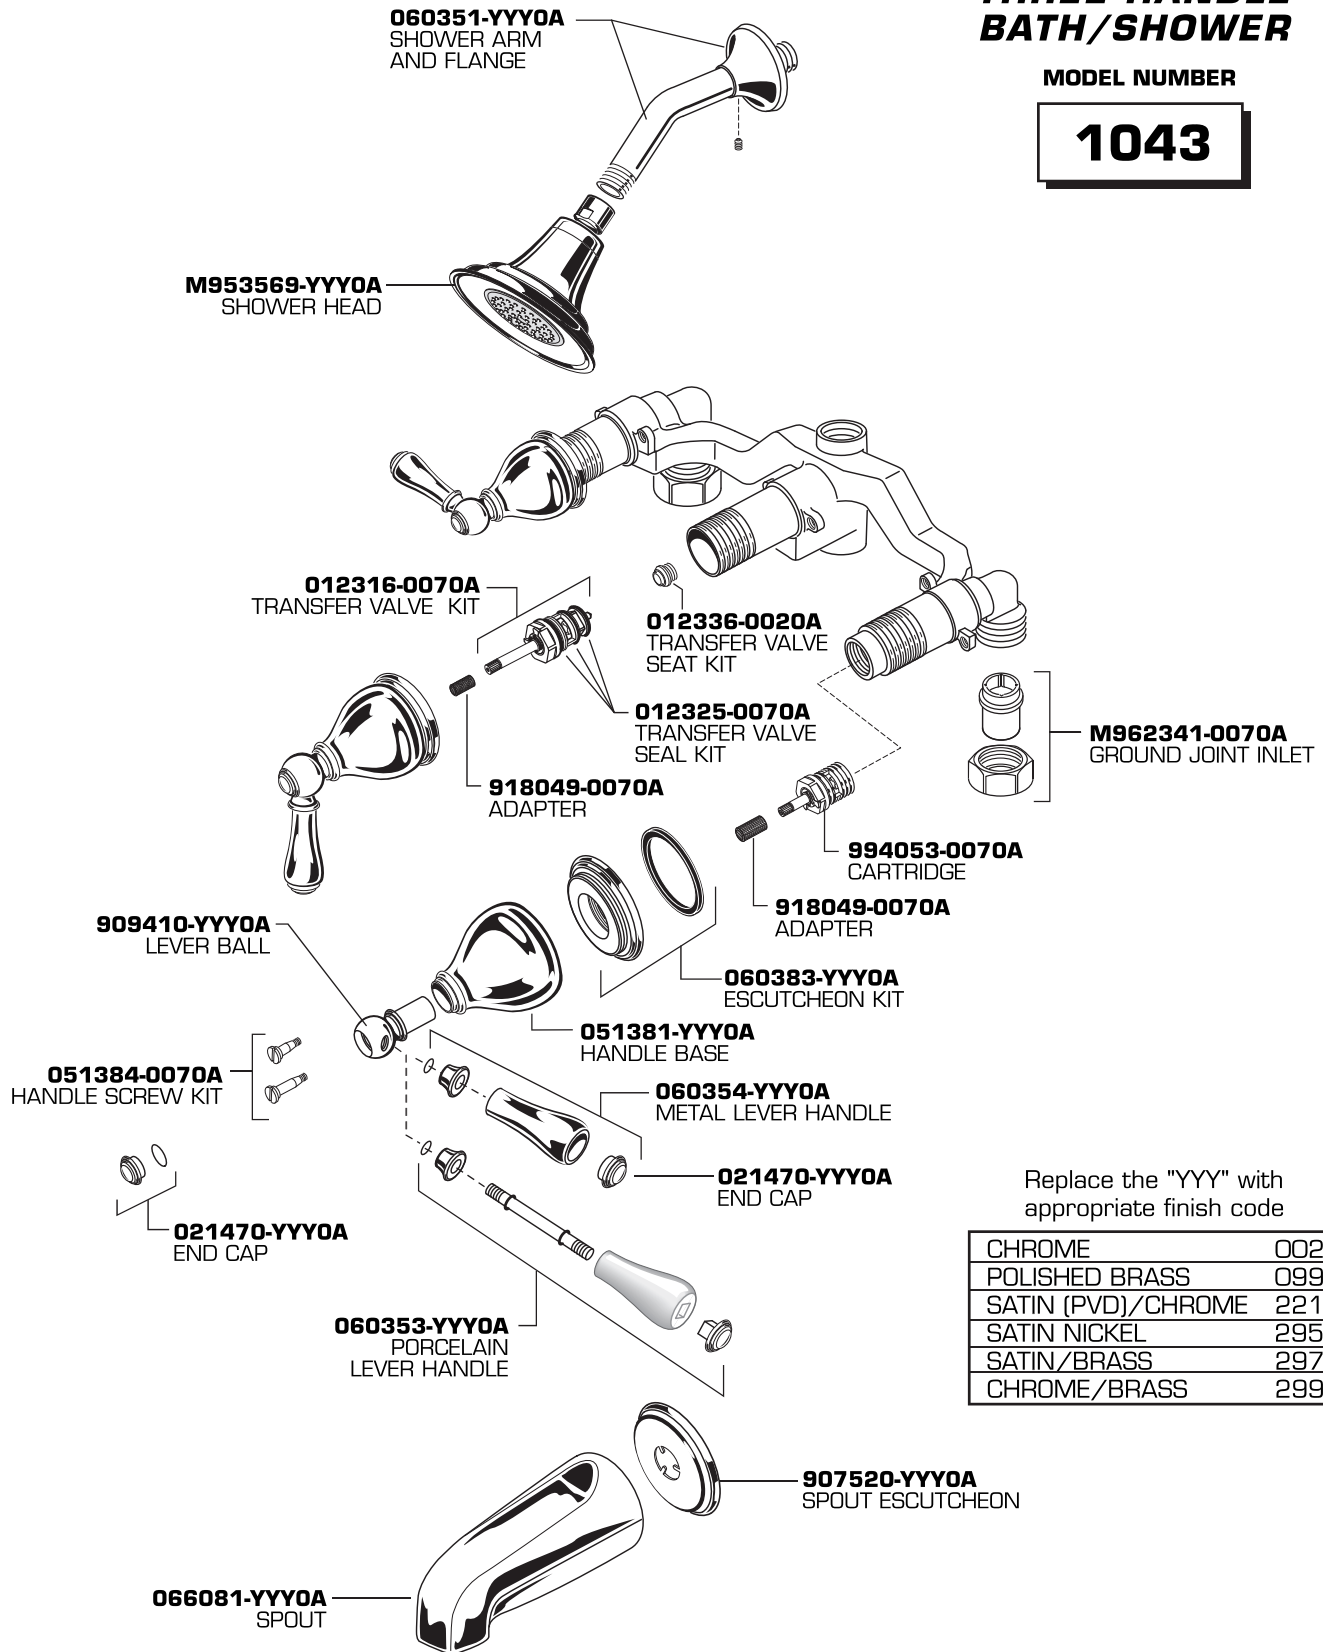 THREE HANDLE
BATH/SHOWER
MODEL NUMBER
1043
060351-YYY0A
SHOWER ARM
AND FLANGE
M953569-YYY0A
SHOWER HEAD
012316-0070A
TRANSFER VALVE KIT
012336-0020A
TRANSFER VALVE
SEAT KIT
012325-0070A
TRANSFER VALVE
SEAL KIT
M962341-0070A
GROUND JOINT INLET
918049-0070A
ADAPTER
994053-0070A
CARTRIDGE
918049-0070A
ADAPTER
909410-YYY0A
LEVER BALL
060383-YYY0A
ESCUTCHEON KIT
051381-YYY0A
HANDLE BASE
051384-0070A
HANDLE SCREW KIT
060354-YYY0A
METAL LEVER HANDLE
021470-YYY0A
END CAP
021470-YYY0A
END CAP
060353-YYY0A
PORCELAIN
LEVER HANDLE
Replace the "YYY" with
appropriate finish code
CHROME 002
POLISHED BRASS 099
SATIN (PVD)/CHROME 221
SATIN NICKEL 295
SATIN/BRASS 297
CHROME/BRASS 299
907520-YYY0A
SPOUT ESCUTCHEON
066081-YYY0A
SPOUT